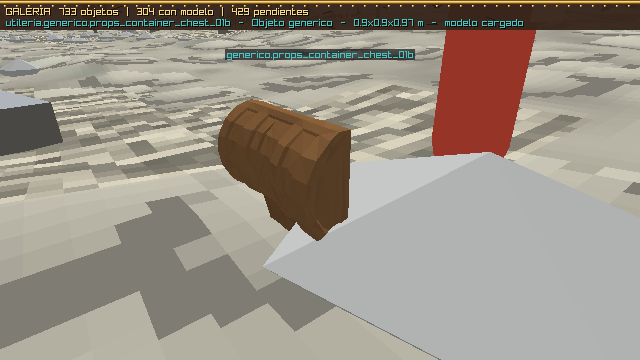 GALERIA  733 objetos | 304 con modelo | 429 pendientes
utileria.generico.props_container_chest_01b  -  Objeto generico  -  0.9x0.9x0.97 m  -  modelo cargado
generico.props_container_chest_01b